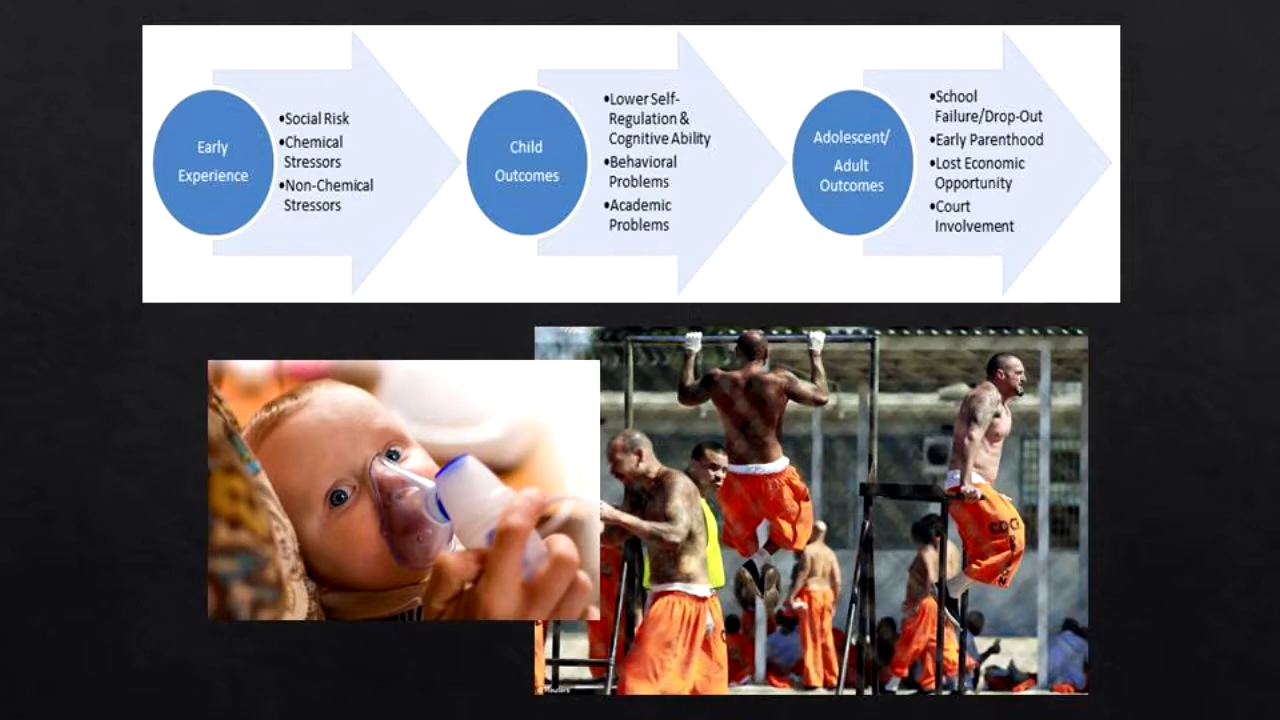 Early
Experience
•Social Risk
•Chemical
Stressors
•Non-Chemical
Stressors
Child
Outcomes
•Lower Self-
Regulation &
Cognitive Ability
•Behavioral
Problems
•Academic
Problems
Adolescent/
Adult
Outcomes
•School
Failure/Drop-Out
•Early Parenthood
•Lost Economic
Opportunity
•Court
Involvement
Reuters